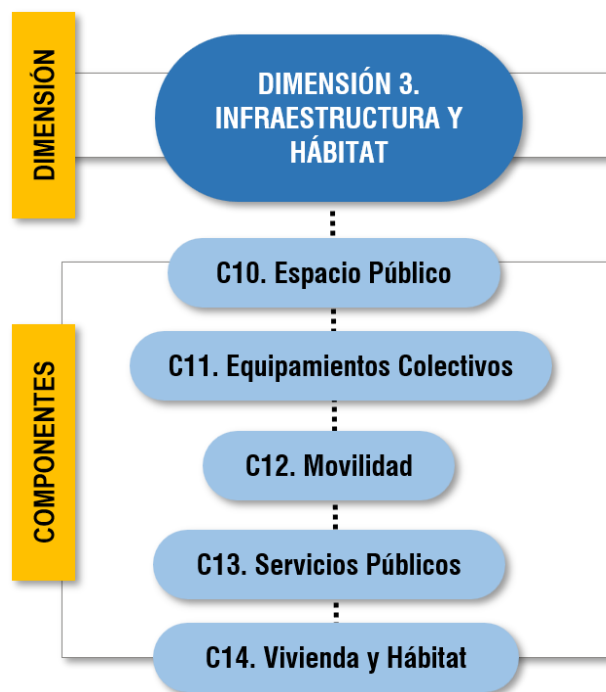 DIMENSIÓN
DIMENSIÓN 3.
INFRAESTRUCTURA Y
HÁBITAT
COMPONENTES
C10. Espacio Público
C11. Equipamientos Colectivos
C12. Movilidad
C13. Servicios Públicos
C14. Vivienda y Hábitat